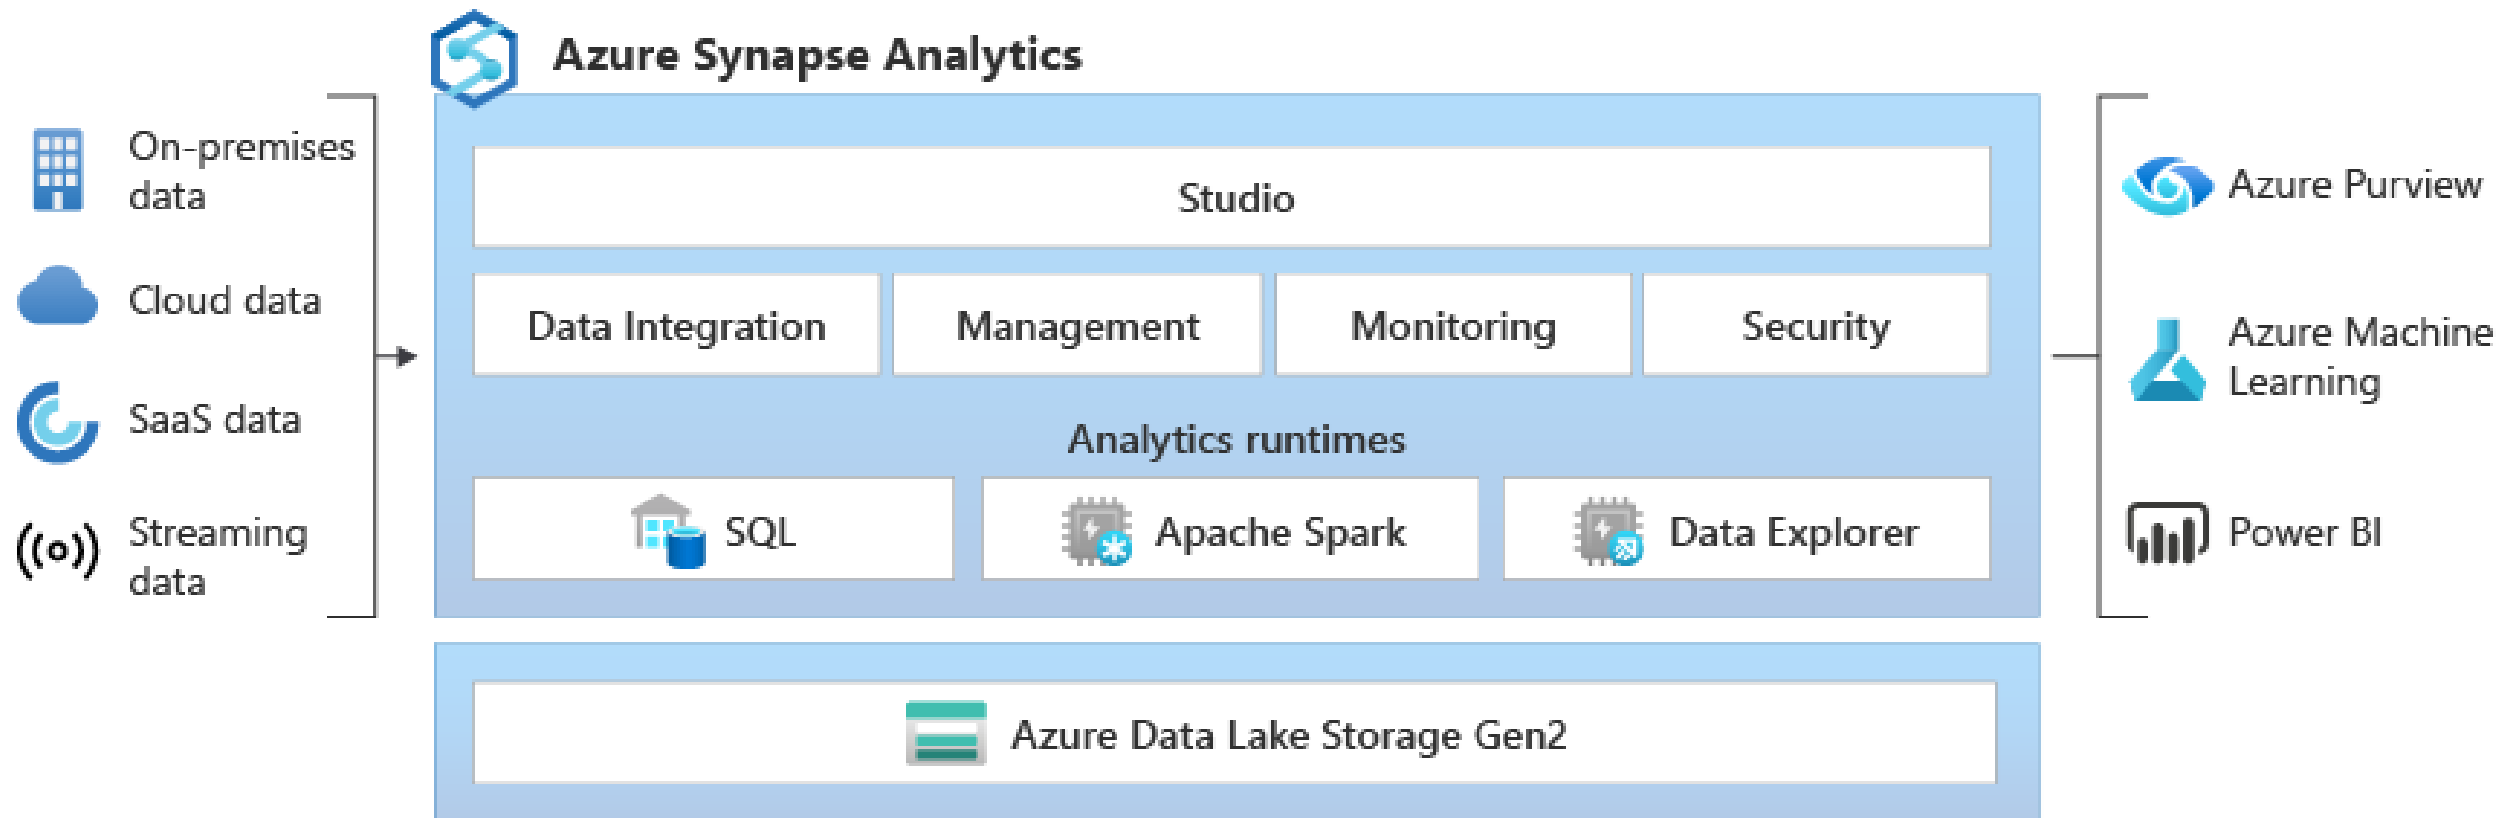 Azure Synapse Analytics
On-premises
data
Cloud data
SaaS data
Streaming
data
Studio
Data Integration
Management
Monitoring
Security
Analytics runtimes
SQL
Apache Spark
Data Explorer
Azure Data Lake Storage Gen2
Azure Purview
Azure Machine
Learning
Power BI